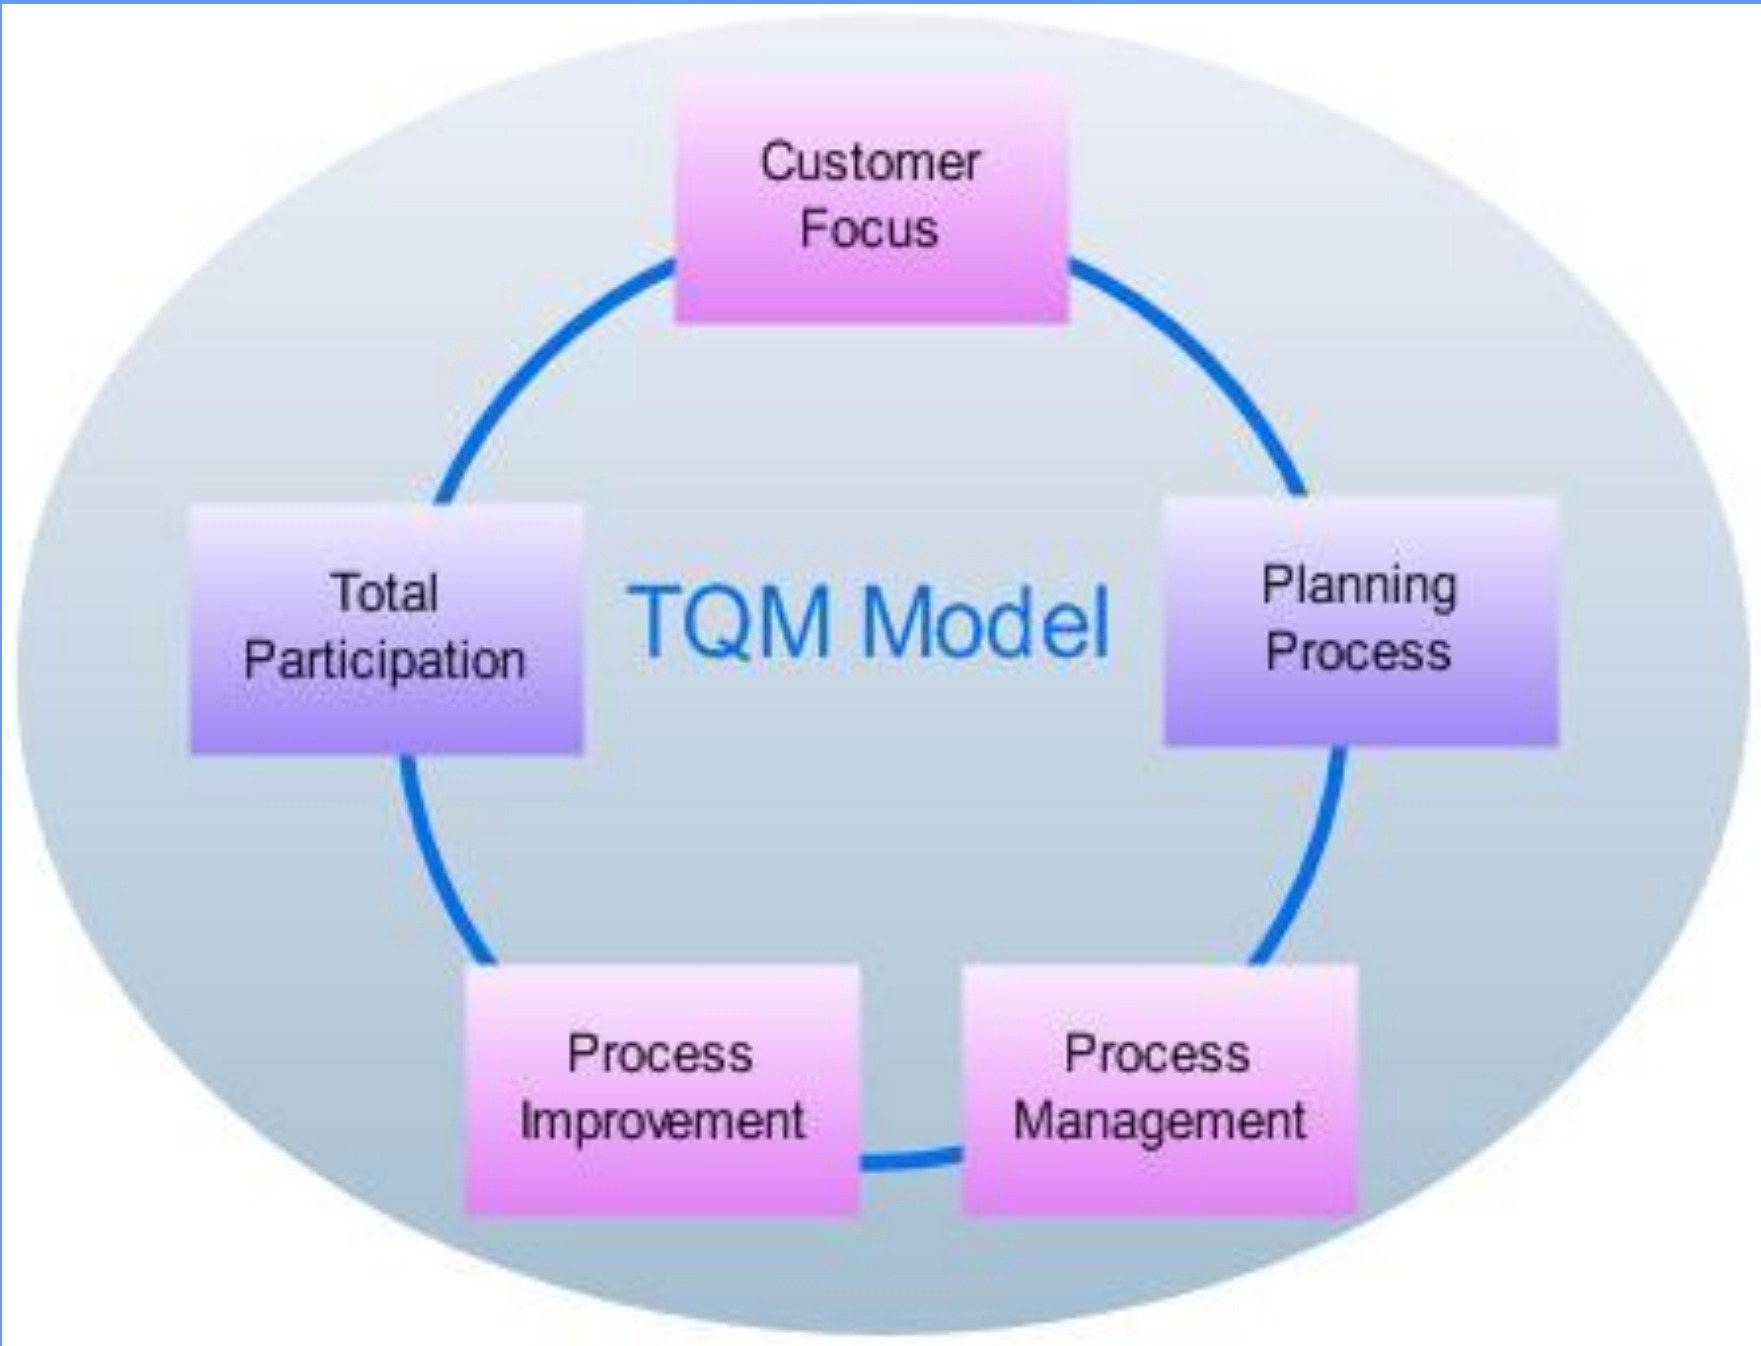 Customer
Focus
Total
Participation
TQM Model
Planning
Process
Process
Improvement
Process
Management